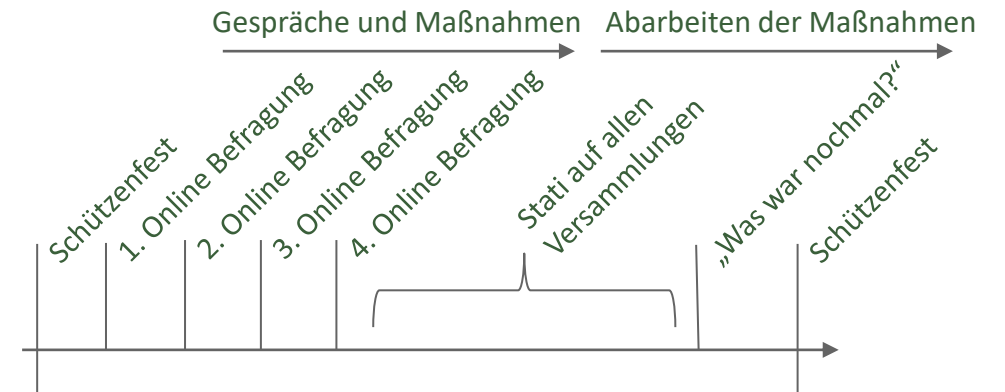 Gespräche und Maßnahmen
Abarbeiten der Maßnahmen
Schützenfest
1. Online Befragung
2. Online Befragung
3. Online Befragung
4. Online Befragung
Stati auf allen
Versammlungen
„Was war nochmal?“
Schützenfest